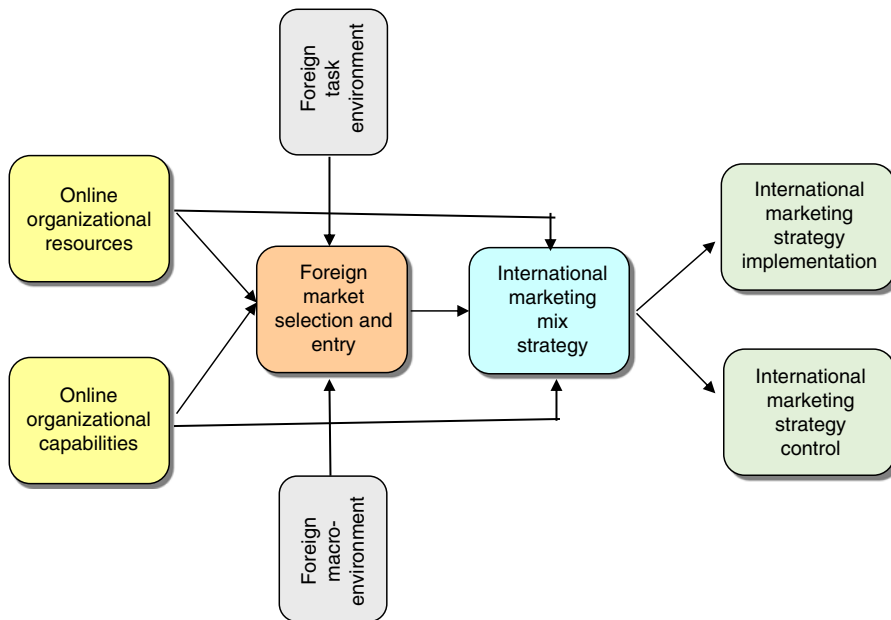 Foreign
task
environment
Online
organizational
resources
Online
organizational
capabilities
Foreign
market
selection and
entry
International
marketing
mix
strategy
International
marketing
strategy
implementation
International
marketing
strategy
control
Foreign
macro-
environment